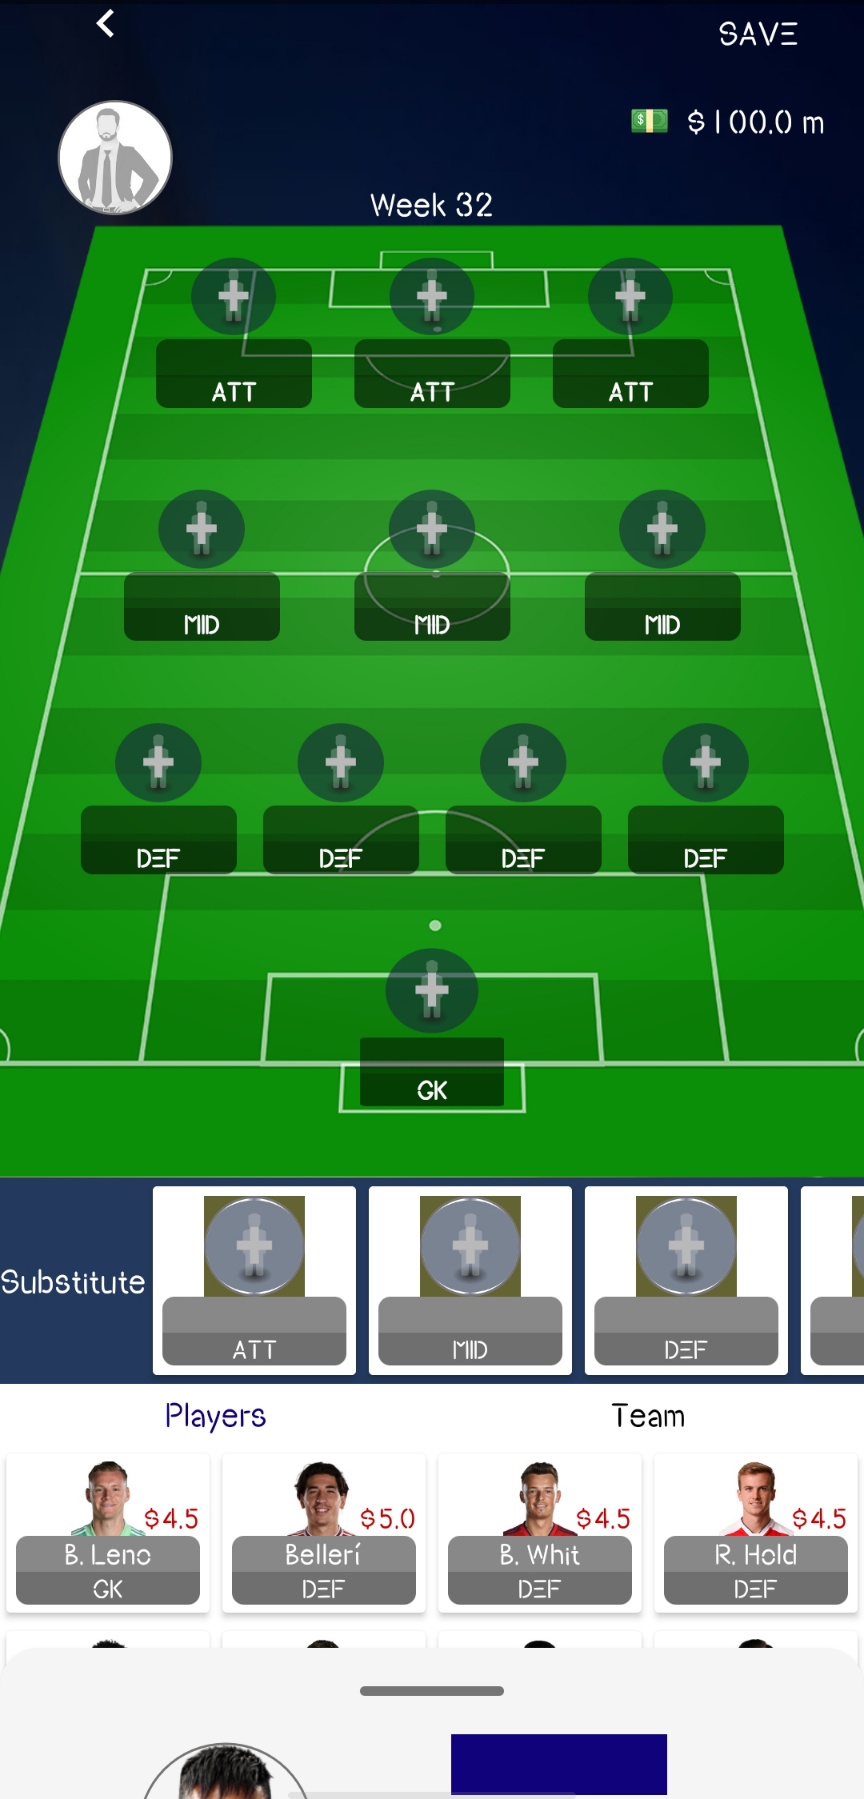 SAVE
$100.0 m
Week 32
ATT ATT ATT
MID MID MID
DEF DEF DEF DEF
GK
Substitute
ATT MID DEF
Players Team
$4.5 $5.0 $4.5 $4.5
B. Leno Bellerí B. Whit R. Hold
GK DEF DEF DEF